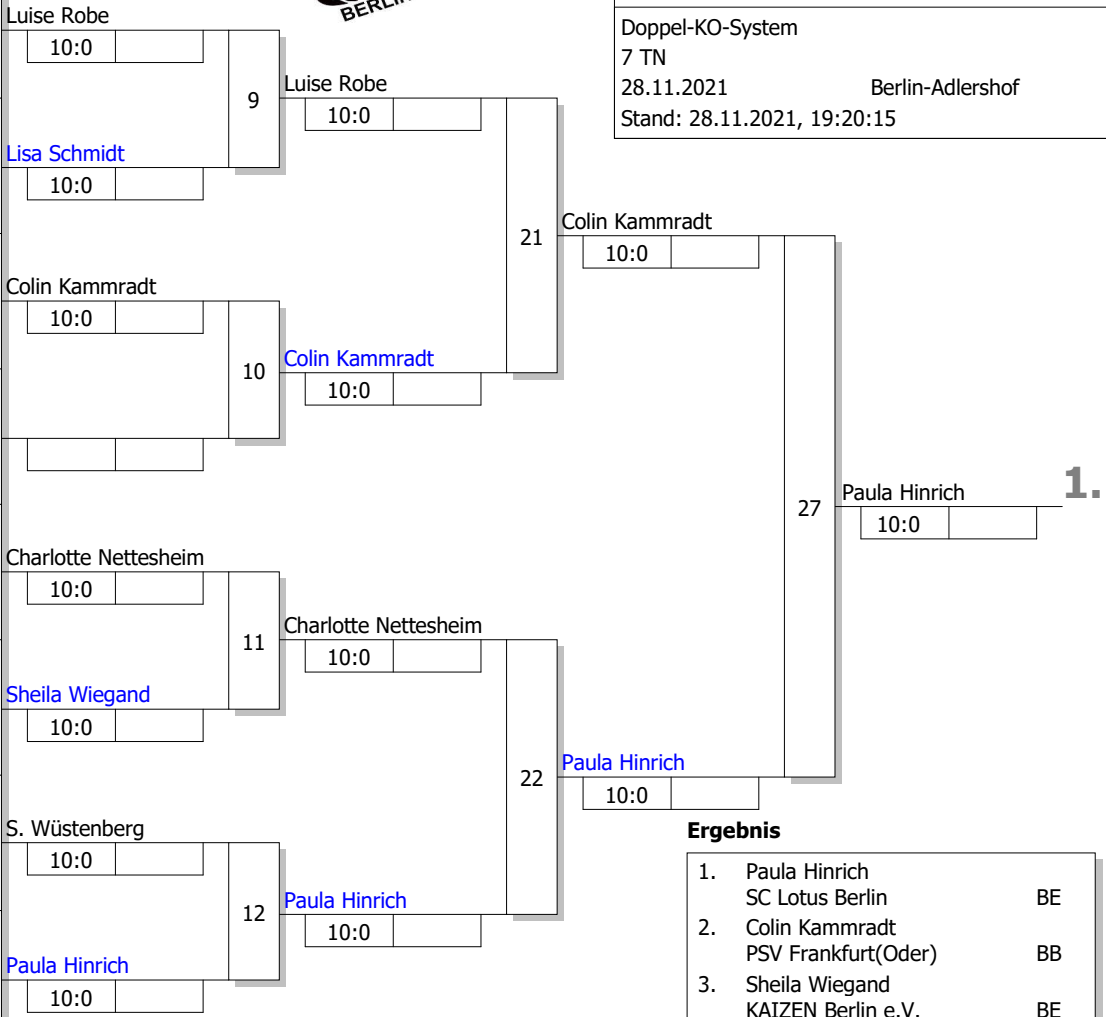 BERLIN
Luise Robe
10:0
9
Lisa Schmidt
10:0
Luise Robe
10:0
Colin Kammradt
10:0
10
Colin Kammradt
10:0
21
Colin Kammradt
10:0
Charlotte Nettesheim
10:0
11
Sheila Wiegand
10:0
Charlotte Nettesheim
10:0
S. Wüstenberg
10:0
12
Paula Hinrich
10:0
Paula Hinrich
10:0
22
Paula Hinrich
10:0
27
Paula Hinrich
10:0
1.
Doppel-KO-System
7 TN
28.11.2021 Berlin-Adlershof
Stand: 28.11.2021, 19:20:15
Ergebnis
1. Paula Hinrich
SC Lotus Berlin BE
2. Colin Kammradt
PSV Frankfurt(Oder) BB
3. Sheila Wiegand
KAIZEN Berlin e.V. BE